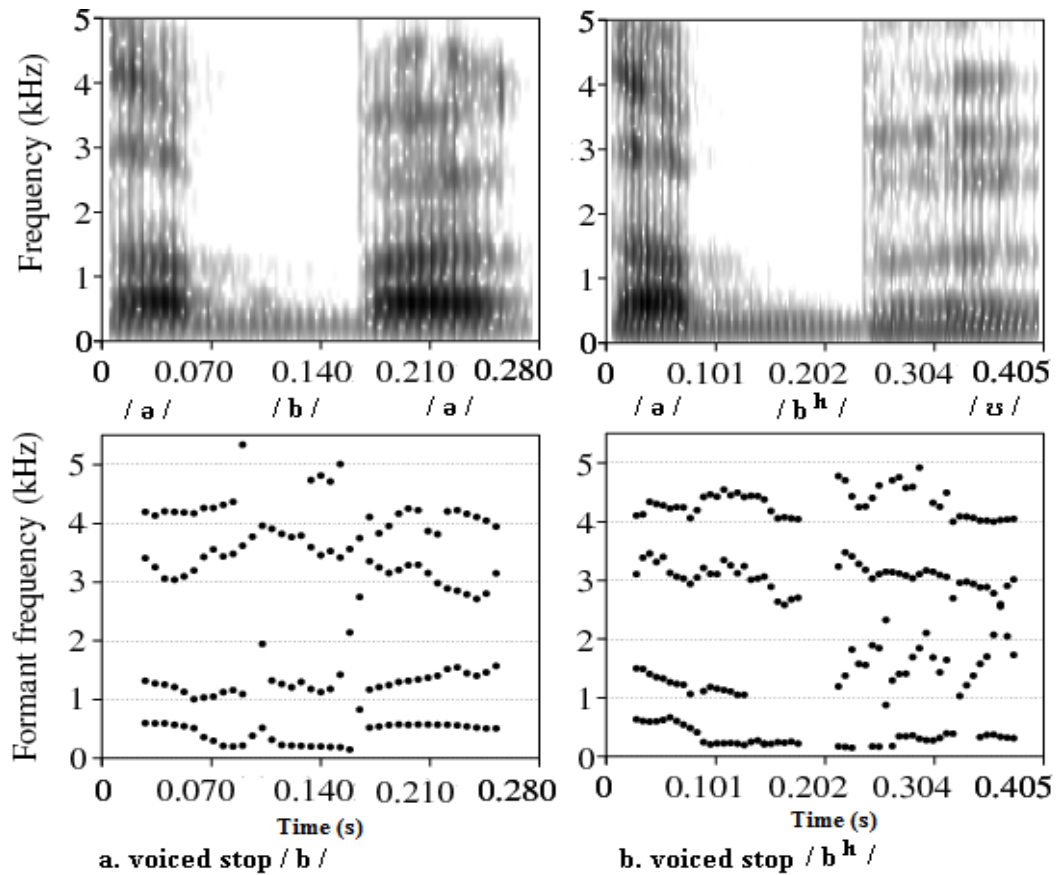 Frequency (kHz)
5
4
3
2
1
0
0 0.070 0.140 0.210 0.280
/ ə / / b / / ə /
5
4
3
2
1
0
0 0.101 0.202 0.304 0.405
/ ə / / bʰ / / ʊ /
Formant frequency (kHz)
5
4
3
2
1
0
0 0.070 0.140 0.210 0.280
Time (s)
a. voiced stop / b /
5
4
3
2
1
0
0 0.101 0.202 0.304 0.405
Time (s)
b. voiced stop / bʰ /